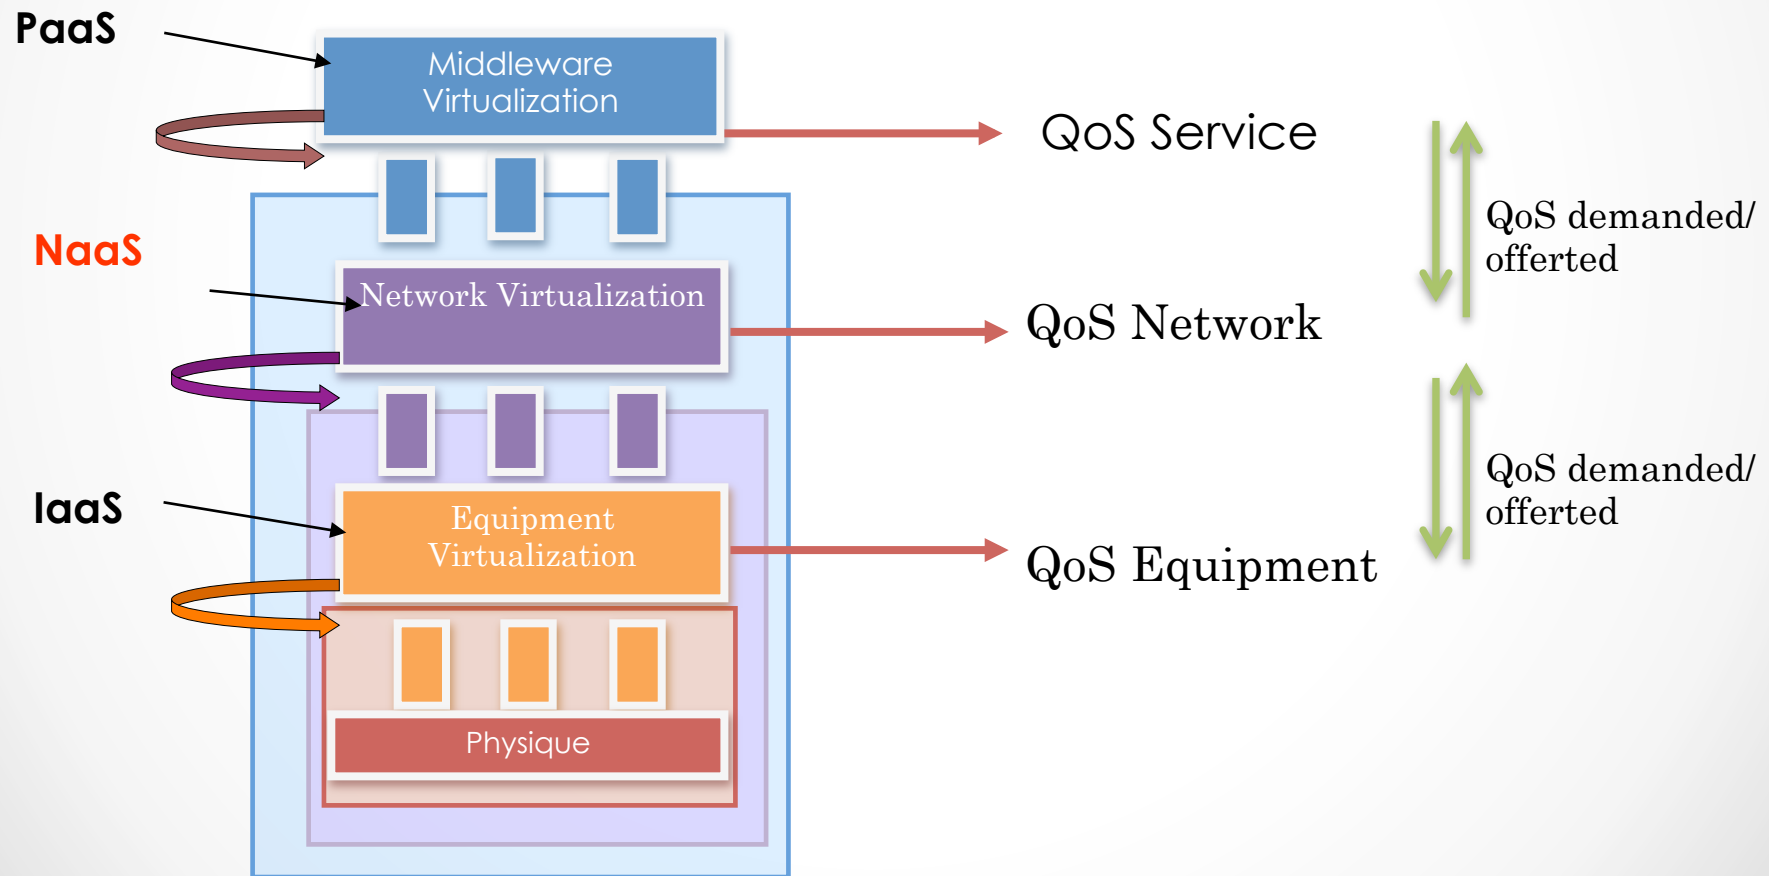 PaaS
Middleware
Virtualization
QoS Service
QoS demanded/
offerted
NaaS
Network Virtualization
QoS Network
IaaS
Equipment
Virtualization
QoS Equipment
QoS demanded/
offerted
Physique